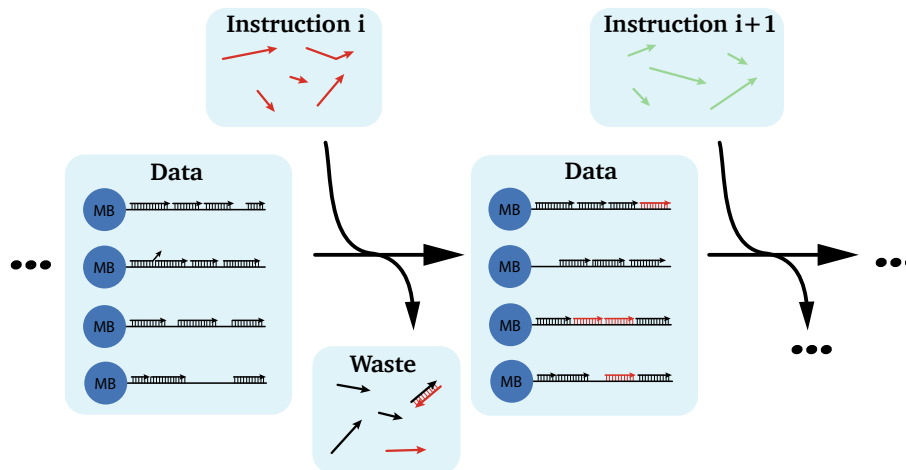 Instruction i
Instruction i+1
Data
MB
MB
MB
MB
Data
MB
MB
MB
MB
Waste